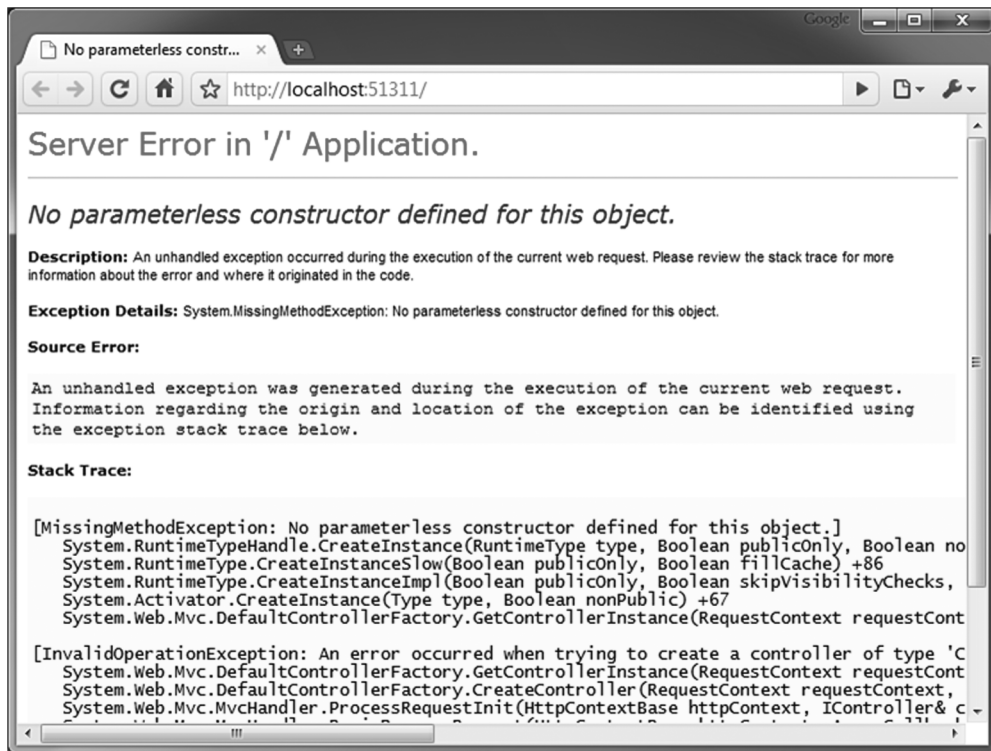 Google
No parameterless constr...
http://localhost:51311/
Server Error in '/' Application.
No parameterless constructor defined for this object.
Description: An unhandled exception occurred during the execution of the current web request. Please review the stack trace for more
information about the error and where it originated in the code.
Exception Details: System.MissingMethodException: No parameterless constructor defined for this object.
Source Error:
An unhandled exception was generated during the execution of the current web request.
Information regarding the origin and location of the exception can be identified using
the exception stack trace below.
Stack Trace:
[MissingMethodException: No parameterless constructor defined for this object.]
System.RuntimeTypeHandle.CreateInstance(RuntimeType type, Boolean publicOnly, Boolean no
System.RuntimeType.CreateInstanceSlow(Boolean publicOnly, Boolean fillCache) +86
System.RuntimeType.CreateInstanceImpl(Boolean publicOnly, Boolean skipVisibilityChecks,
System.Activator.CreateInstance(Type type, Boolean nonPublic) +67
System.Web.Mvc.DefaultControllerFactory.GetControllerInstance(RequestContext requestCont
[InvalidOperationException: An error occurred when trying to create a controller of type 'C
System.Web.Mvc.DefaultControllerFactory.GetControllerInstance(RequestContext requestCont
System.Web.Mvc.DefaultControllerFactory.CreateController(RequestContext requestContext,
System.Web.Mvc.MvcHandler.ProcessRequestInit(HttpContextBase httpContext, IController& c